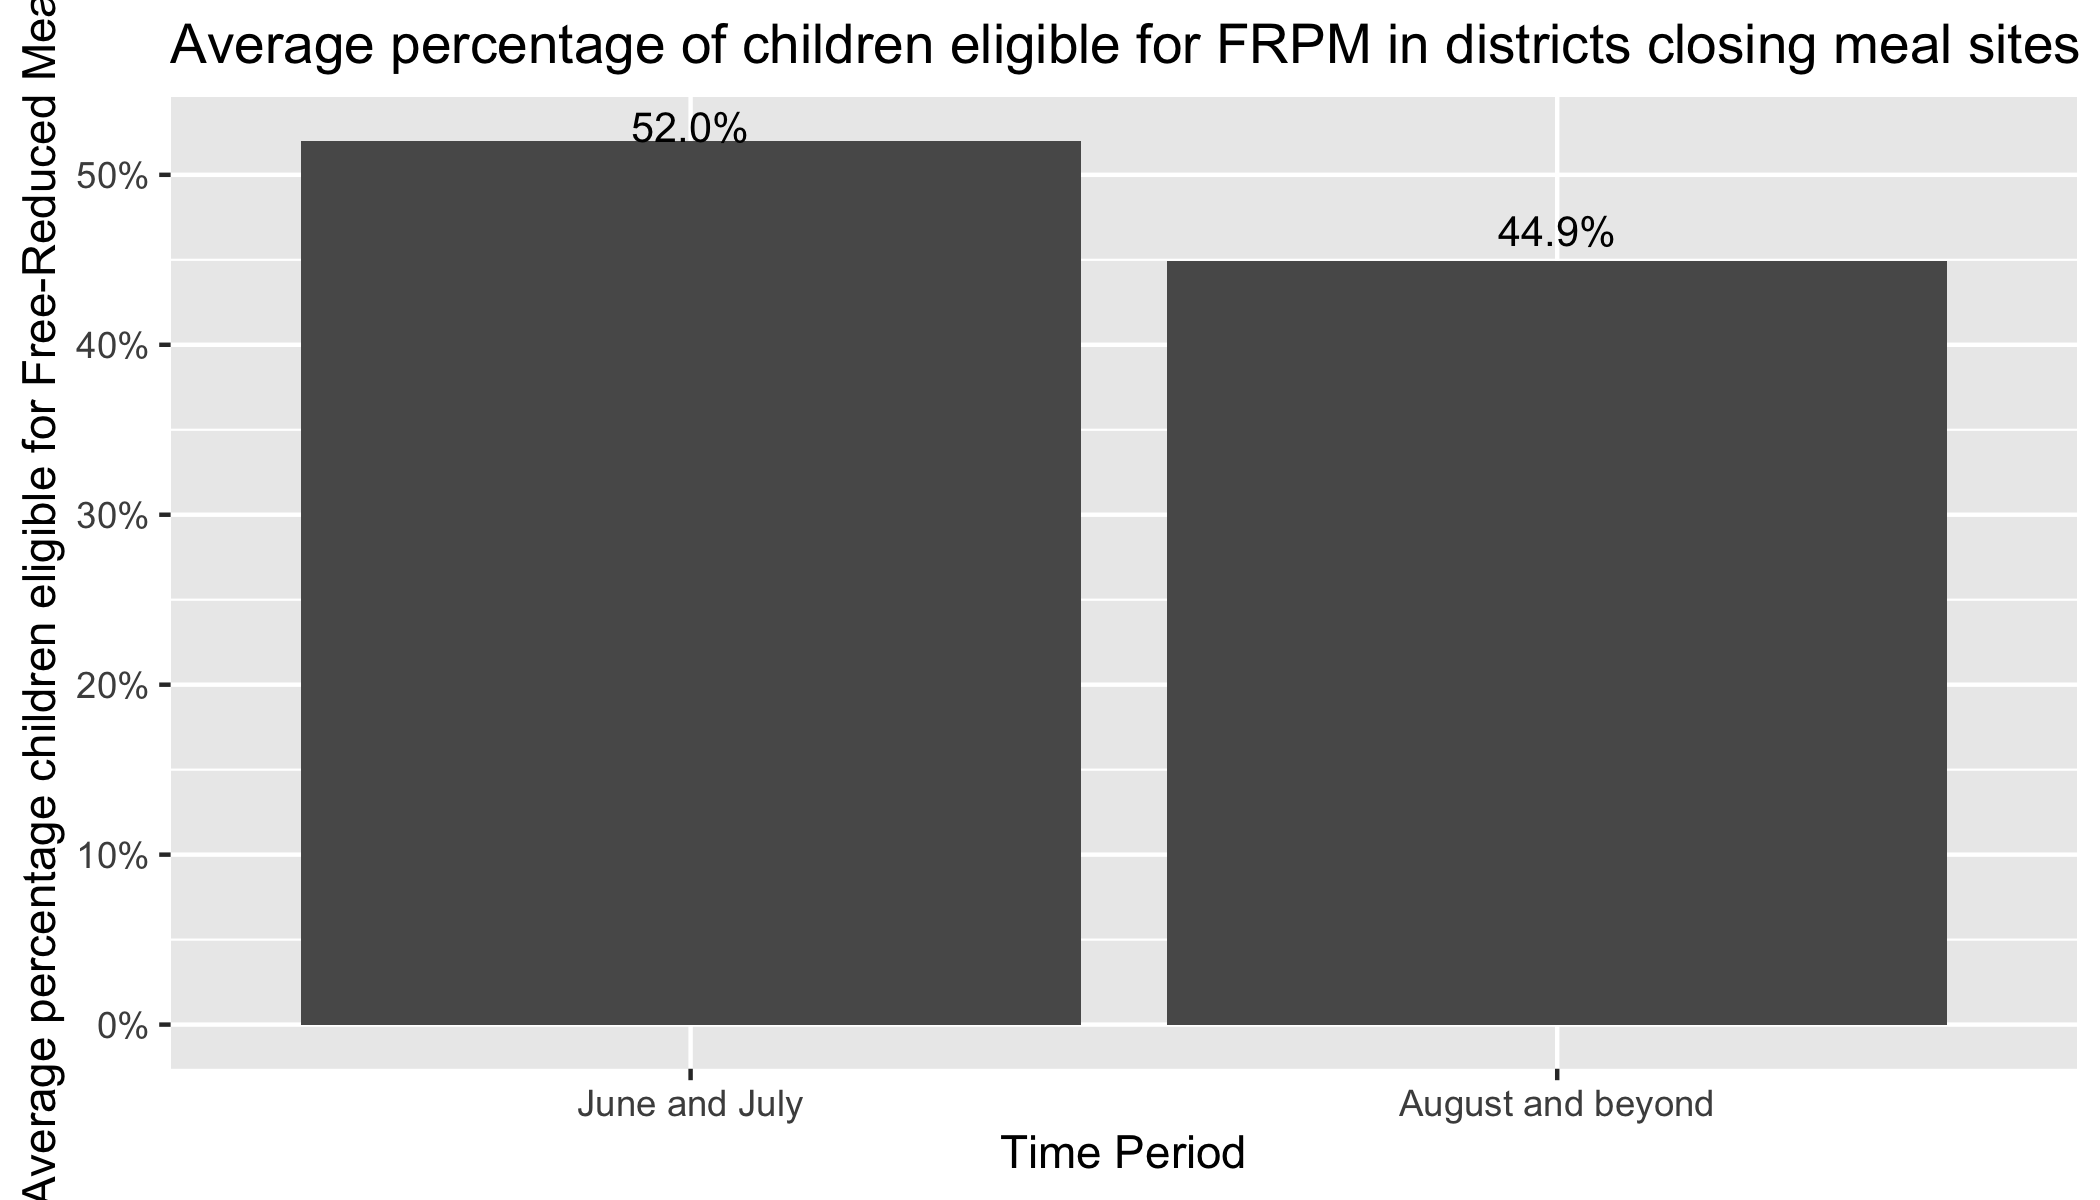 Average percentage of children eligible for FRPM in districts closing meal sites
Average percentage children eligible for Free-Reduced Mea
50%
40%
30%
20%
10%
0%
52.0%
44.9%
June and July
August and beyond
Time Period